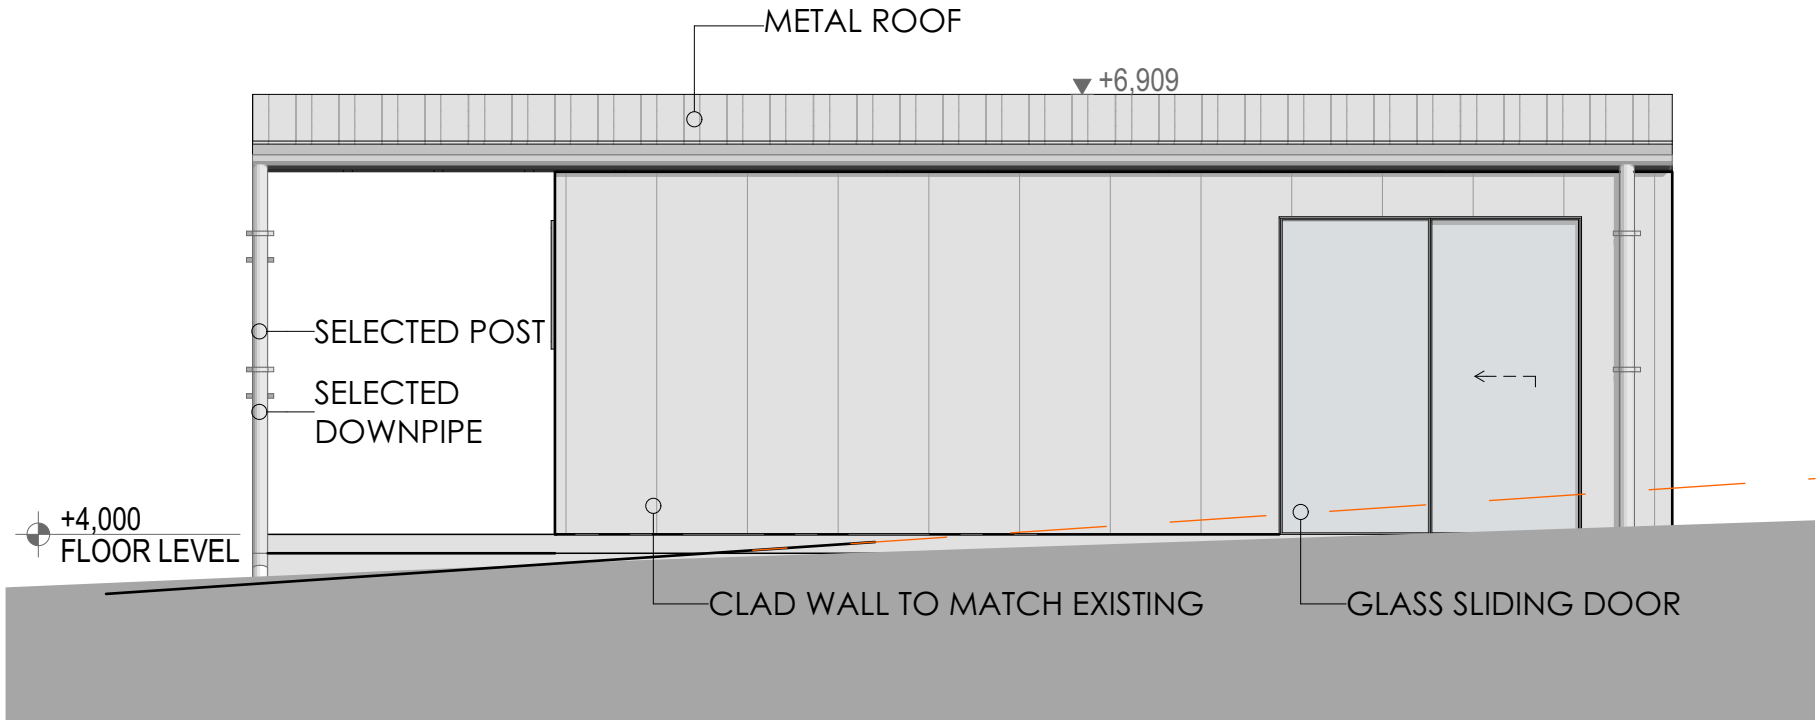 METAL ROOF
+6,909
SELECTED POST
SELECTED
DOWNPIPE
+4,000
FLOOR LEVEL
CLAD WALL TO MATCH EXISTING
GLASS SLIDING DOOR